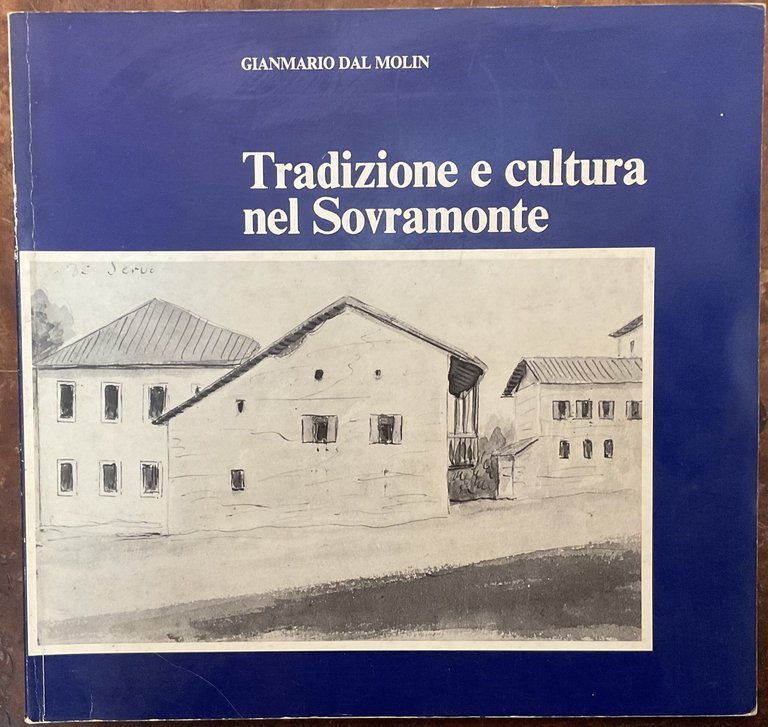 GIANMARIO DAL MOLIN
Tradizione e cultura
nel Sovramonte